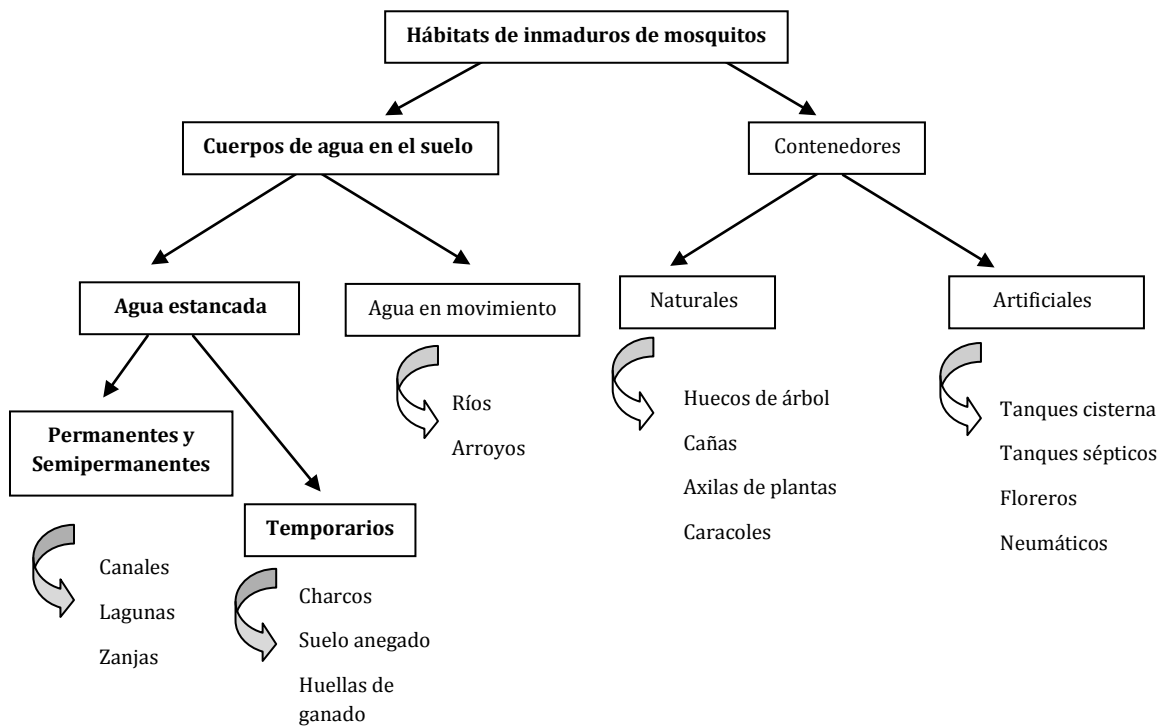 Hábitats de inmaduros de mosquitos
Cuerpos de agua en el suelo
Contenedores
Agua estancada
Agua en movimiento
Naturales
Artificiales
Permanentes y
Semipermanentes
Temporarios
Ríos
Arroyos
Huecos de árbol
Cañas
Axilas de plantas
Caracoles
Tanques cisterna
Tanques sépticos
Floreros
Neumáticos
Canales
Lagunas
Zanjas
Charcos
Suelo anegado
Huellas de
ganado